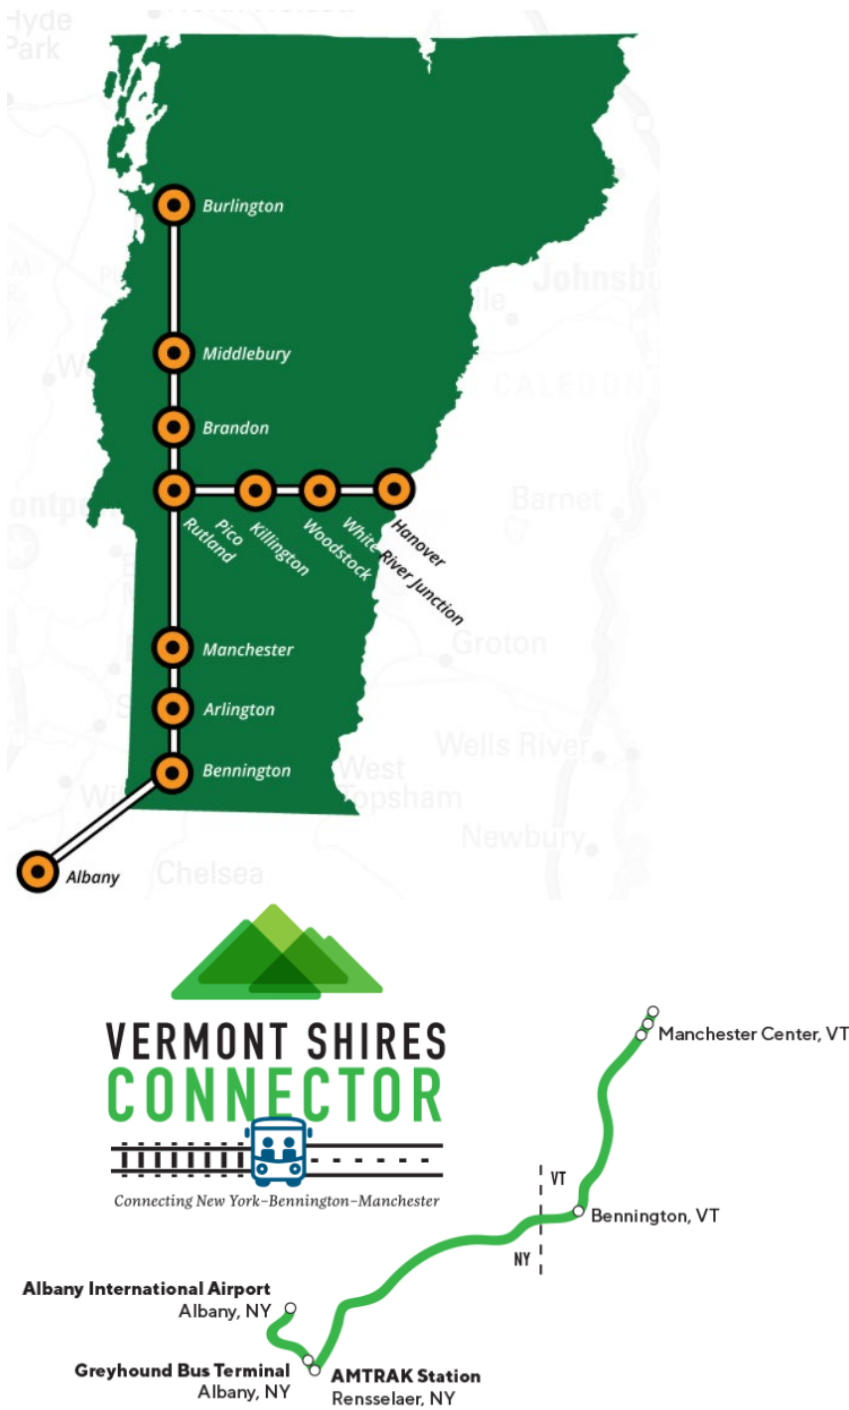 Hyde
Park
Burlington
Johnsbu
lle
Middlebury
CALEDON
Brandon
Barnet
Rutland
Pico
Killington
Woodstock
White River Junction
Hanover
Groton
Manchester
Arlington
Wells River
Bennington
West
Topsham
Newbury
Albany
Chelsea
VERMONT SHIRES
CONNECTOR
Connecting New York–Bennington–Manchester
Manchester Center, VT
VT
Bennington, VT
NY
Albany International Airport
Albany, NY
Greyhound Bus Terminal
Albany, NY
AMTRAK Station
Rensselaer, NY